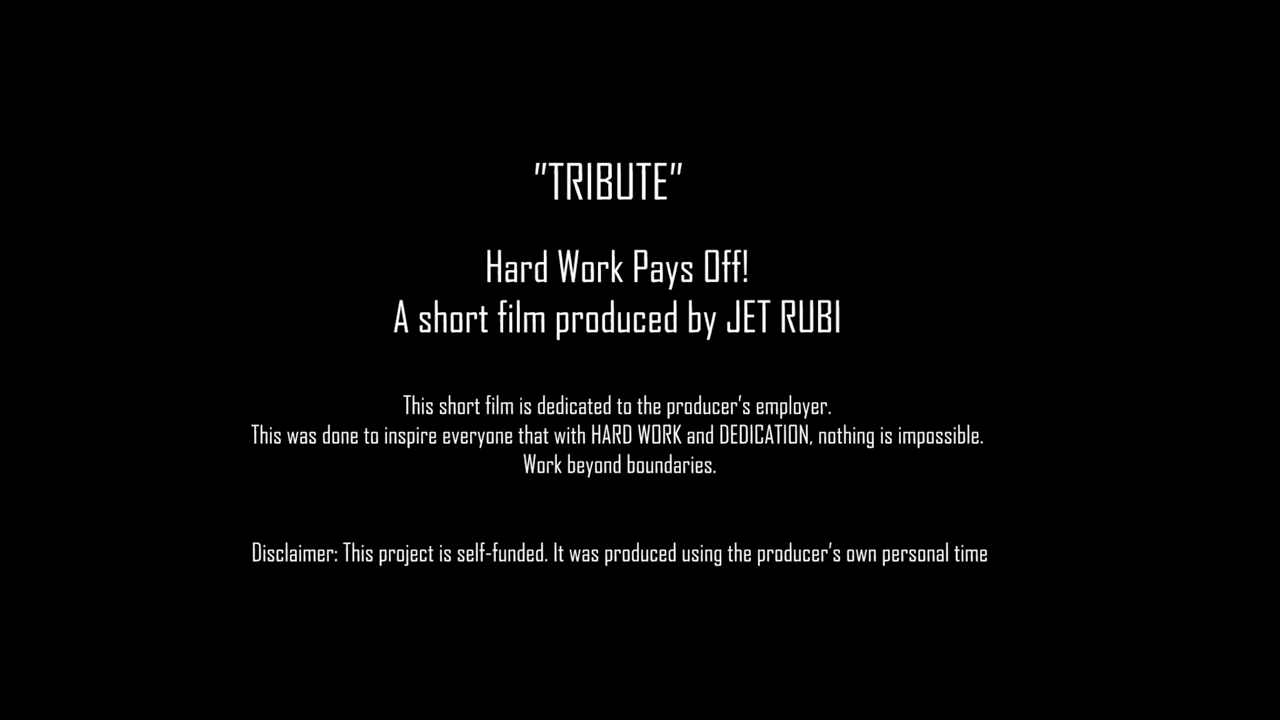 "TRIBUTE"
Hard Work Pays Off!
A short film produced by JET RUBI
This short film is dedicated to the producer's employer.
This was done to inspire everyone that with HARD WORK and DEDICATION, nothing is impossible.
Work beyond boundaries.
Disclaimer: This project is self-funded. It was produced using the producer's own personal time